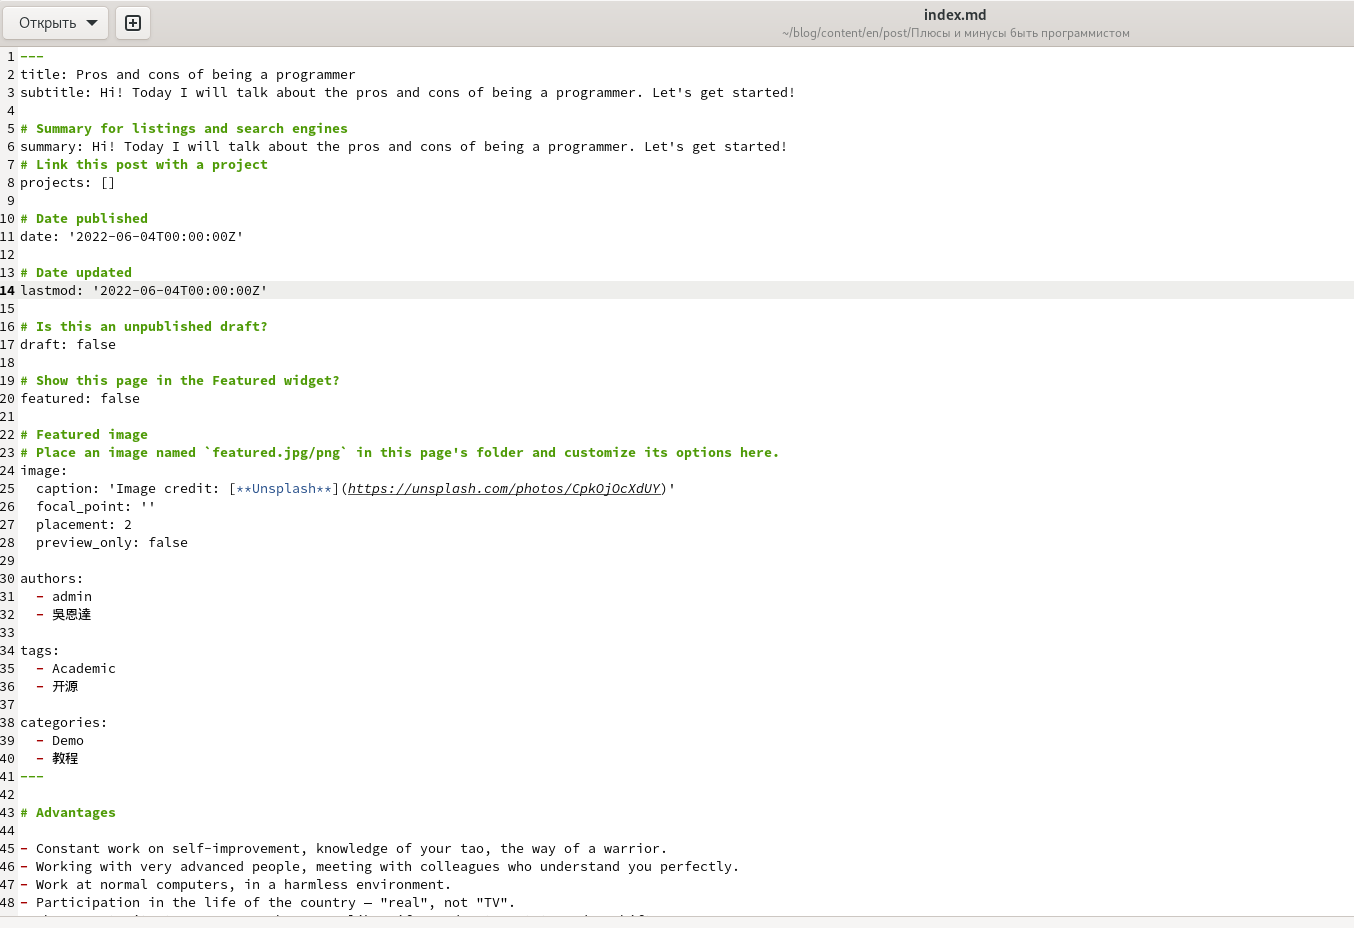 Открыть
index.md
~/blog/content/en/post/Плюсы и минусы быть программистом
1 ---
2 title: Pros and cons of being a programmer
3 subtitle: Hi! Today I will talk about the pros and cons of being a programmer. Let's get started!
4
5 # Summary for listings and search engines
6 summary: Hi! Today I will talk about the pros and cons of being a programmer. Let's get started!
7 # Link this post with a project
8 projects: []
9
10 # Date published
11 date: '2022-06-04T00:00:00Z'
12
13 # Date updated
14 lastmod: '2022-06-04T00:00:00Z'
15
16 # Is this an unpublished draft?
17 draft: false
18
19 # Show this page in the Featured widget?
20 featured: false
21
22 # Featured image
23 # Place an image named `featured.jpg/png` in this page's folder and customize its options here.
24 image:
25   caption: 'Image credit: [**Unsplash**](https://unsplash.com/photos/CpkOjOcXdUY)'
26   focal_point: ''
27   placement: 2
28   preview_only: false
29
30 authors:
31   - admin
32   - 吳恩達
33
34 tags:
35   - Academic
36   - 开源
37
38 categories:
39   - Demo
40   - 教程
41 ---
42
43 # Advantages
44
45 - Constant work on self-improvement, knowledge of your tao, the way of a warrior.
46 - Working with very advanced people, meeting with colleagues who understand you perfectly.
47 - Work at normal computers, in a harmless environment.
48 - Participation in the life of the country — "real", not "TV".